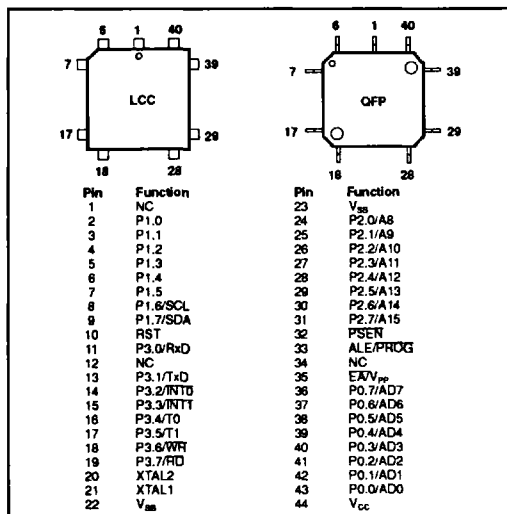 6 1 40
7 39
LCC
17 29
18 28
6 1 40
7 39
QFP
17 29
18 28
Pin Function
1 NC
2 P1.0
3 P1.1
4 P1.2
5 P1.3
6 P1.4
7 P1.5
8 P1.6/SCL
9 P1.7/SDA
10 RST
11 P3.0/RxD
12 NC
13 P3.1/TxD
14 P3.2/INT0
15 P3.3/INT1
16 P3.4/T0
17 P3.5/T1
18 P3.6/WR
19 P3.7/RD
20 XTAL2
21 XTAL1
22 VSS
Pin Function
23 VSS
24 P2.0/A8
25 P2.1/A9
26 P2.2/A10
27 P2.3/A11
28 P2.4/A12
29 P2.5/A13
30 P2.6/A14
31 P2.7/A15
32 PSEN
33 ALE/PROG
34 NC
35 EA/VPP
36 P0.7/AD7
37 P0.6/AD6
38 P0.5/AD5
39 P0.4/AD4
40 P0.3/AD3
41 P0.2/AD2
42 P0.1/AD1
43 P0.0/AD0
44 VCC